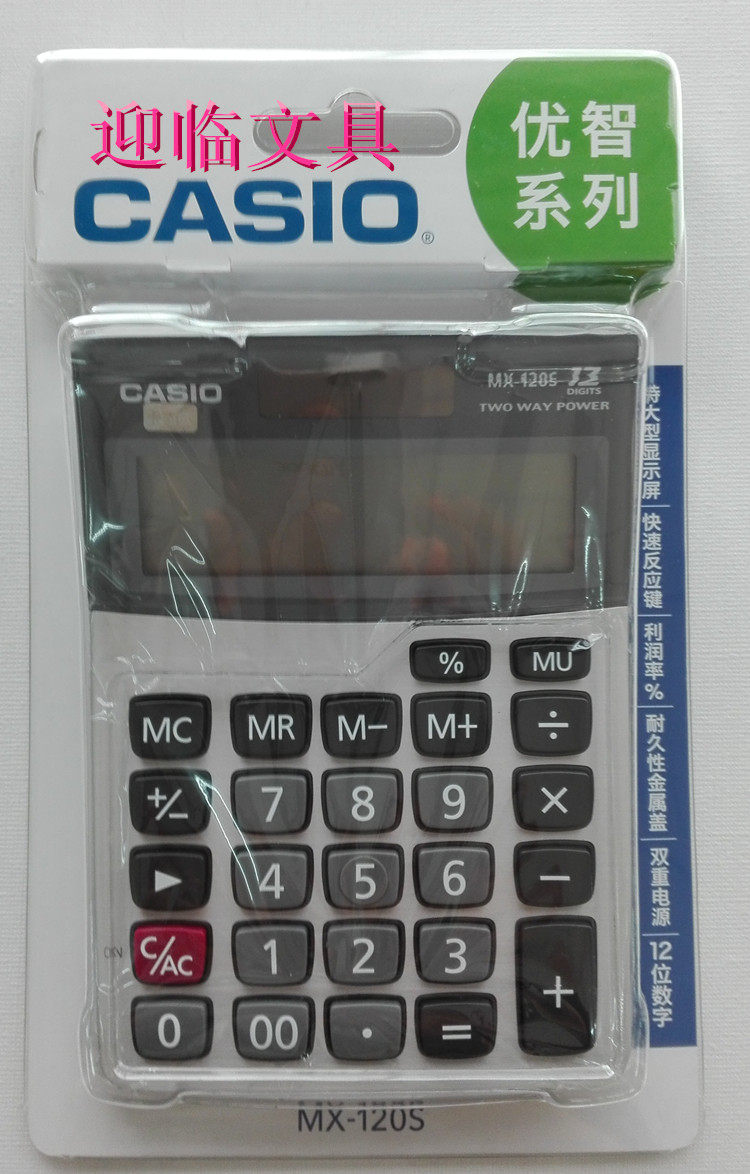 迎临文具
CASIO®
优智
系列
CASIO
MX-120S 12
DIGITS
TWO WAY POWER
特大型显示屏
快速反应键
利润率%
耐久性金属盖
双重电源
12位数字
% MU
MC MR M− M+ ÷
+/− 7 8 9 ×
▶ 4 5 6 −
ON C/AC 1 2 3 +
0 00 · =
MX-120S